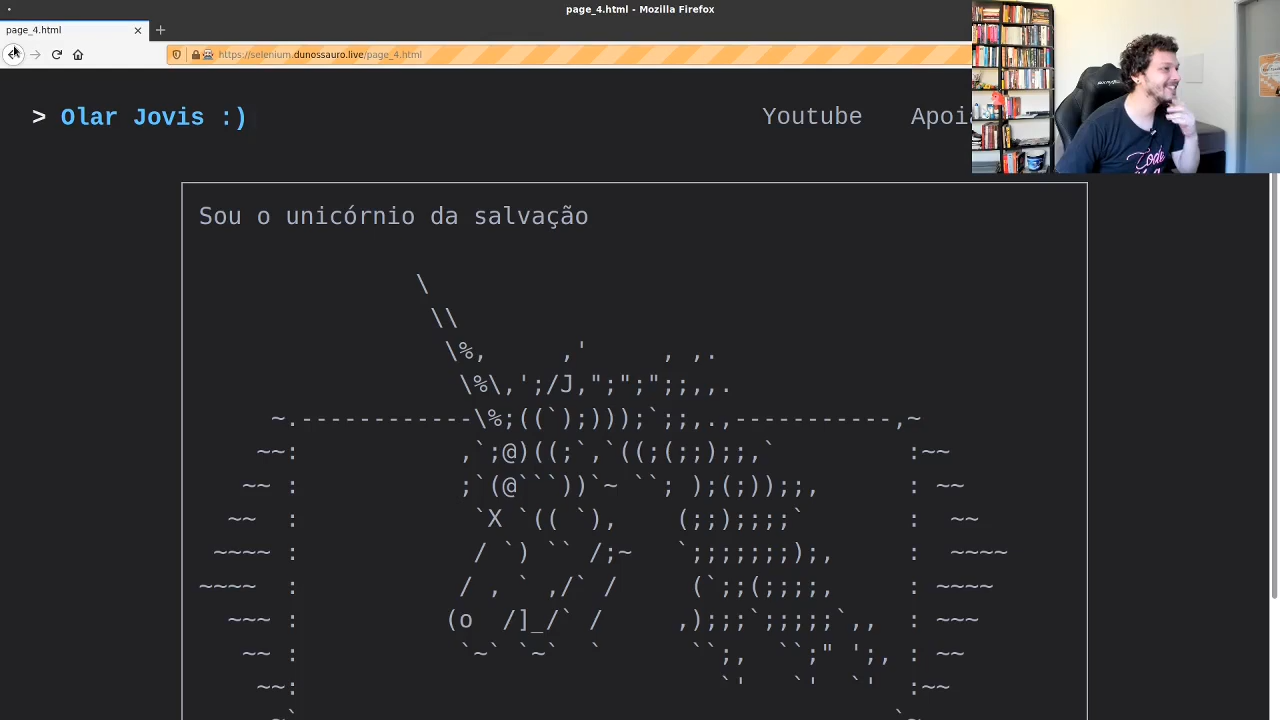 page_4.html - Mozilla Firefox
page_4.html
https://selenium.dunossauro.live/page_4.html
> Olar Jovis :)
Youtube
Sou o unicórnio da salvação
\
\\
\%,      ,'      , ,.
\%\,';/J,";";";;,,.
~.------------\%;((`);)));`;;,.,-----------,~
~~:           ,`;@)((;`,`((;(;;);;,`         :~~
~~ :           ;`(@```))`~ ``; );(;));;,      : ~~
~~  :            `X `(( `),    (;;);;;;`       :  ~~
~~~~ :            / `) `` /;~   `;;;;;;;);,     :  ~~~~
~~~~  :           / , ` ,/` /     (`;;(;;;;,     : ~~~~
~~~ :          (o  /]_/` /     ,);;;`;;;;;`,,  : ~~~
~~ :           `~` `~`  `      ``;,  ``;" ';, : ~~
~~:                             `'   `'  `'  :~~